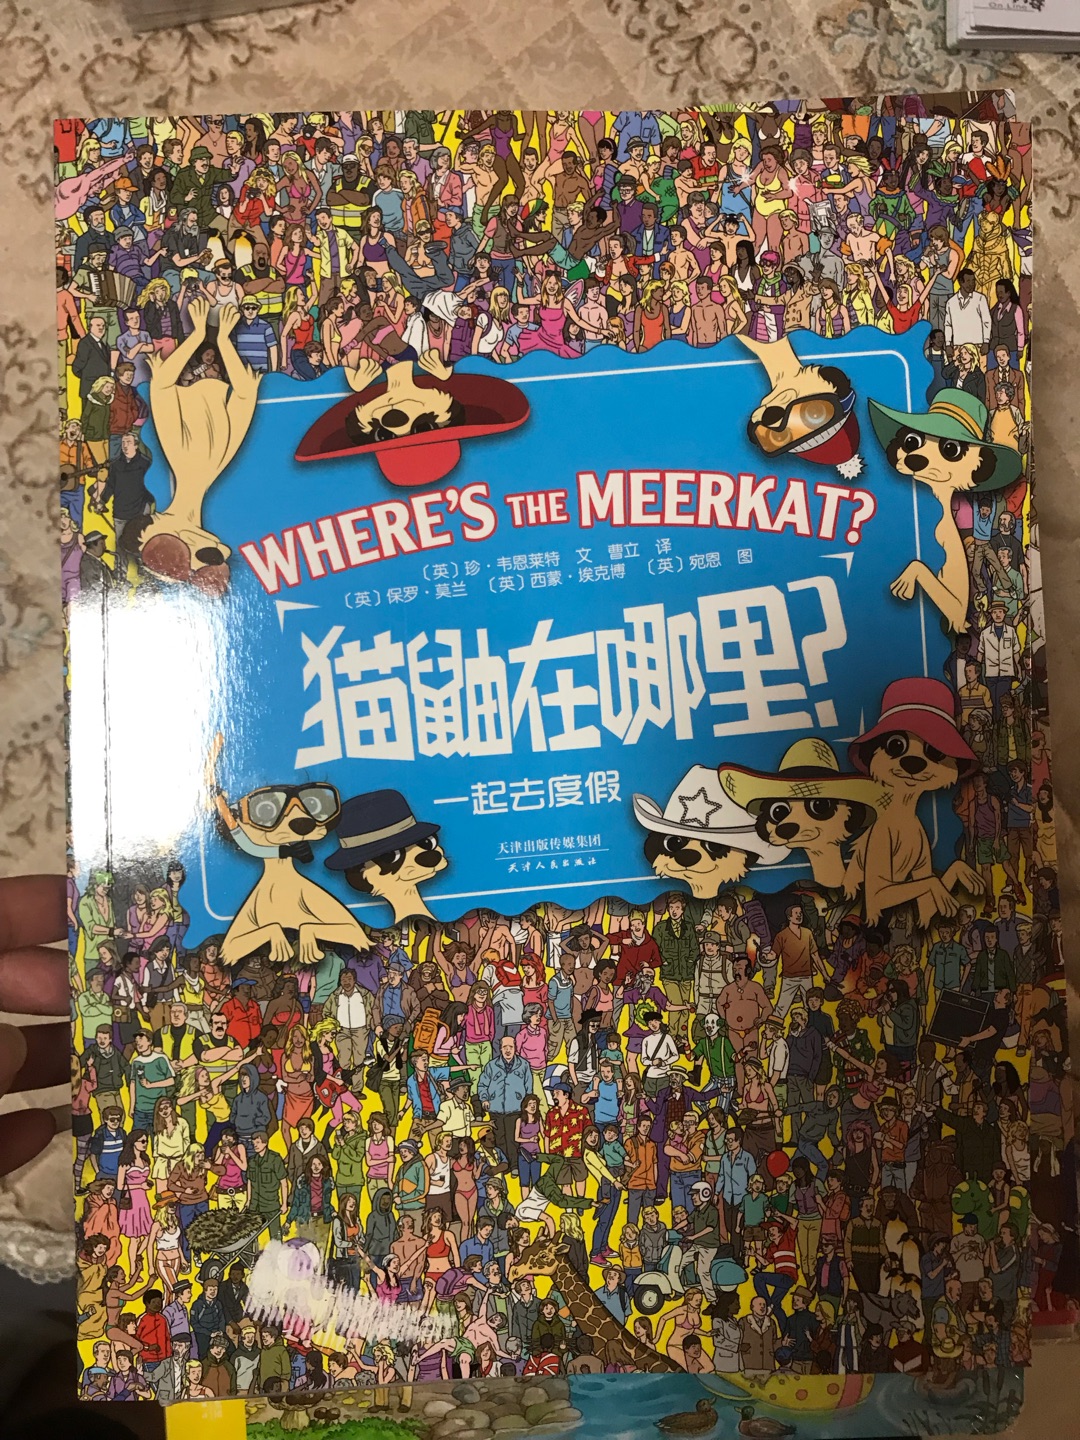 On Line
WHERE'S THE MEERKAT?
〔英〕珍·韦恩莱特 文 曹立 译
〔英〕保罗·莫兰 〔英〕西蒙·埃克博 〔英〕宛恩 图
猫鼬在哪里?
一起去度假
天津出版传媒集团
天津人民出版社